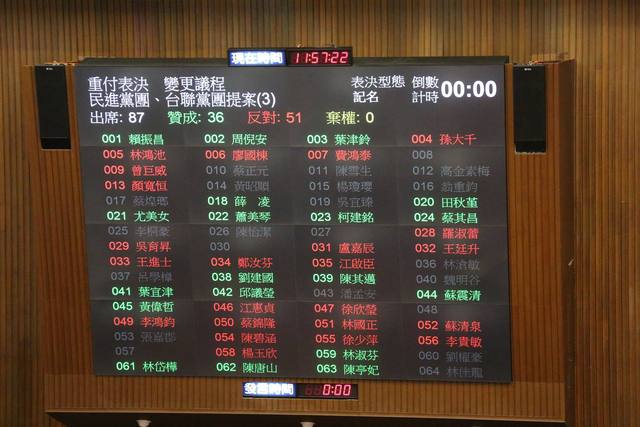 現在時間 11:57:22
重付表決 變更議程 表決型態 倒數
民進黨團、台聯黨團提案(3) 記名 計時 00:00
出席: 87 贊成: 36 反對: 51 棄權: 0
001 賴振昌 002 周倪安 003 葉津鈴 004 孫大千
005 林鴻池 006 廖國棟 007 費鴻泰 008
009 曾巨威 010 蔡正元 011 陳雪生 012 高金素梅
013 顏寬恒 014 黃昭順 015 楊瓊瓔 016 翁重鈞
017 蔡煌瑯 018 薛 凌 019 吳宜臻 020 田秋堇
021 尤美女 022 蕭美琴 023 柯建銘 024 蔡其昌
025 李桐豪 026 陳怡潔 027 028 羅淑蕾
029 吳育昇 030 031 盧嘉辰 032 王廷升
033 王進士 034 鄭汝芬 035 江啟臣 036 林滄敏
037 呂學樟 038 劉建國 039 陳其邁 040 魏明谷
041 葉宜津 042 邱議瑩 043 潘孟安 044 蘇震清
045 黃偉哲 046 江惠貞 047 徐欣瑩 048
049 李鴻鈞 050 蔡錦隆 051 林國正 052 蘇清泉
053 張嘉郡 054 陳碧涵 055 徐少萍 056 李貴敏
057 058 楊玉欣 059 林淑芬 060 劉櫂豪
061 林岱樺 062 陳唐山 063 陳亭妃 064 林佳龍
發言時間 0:00